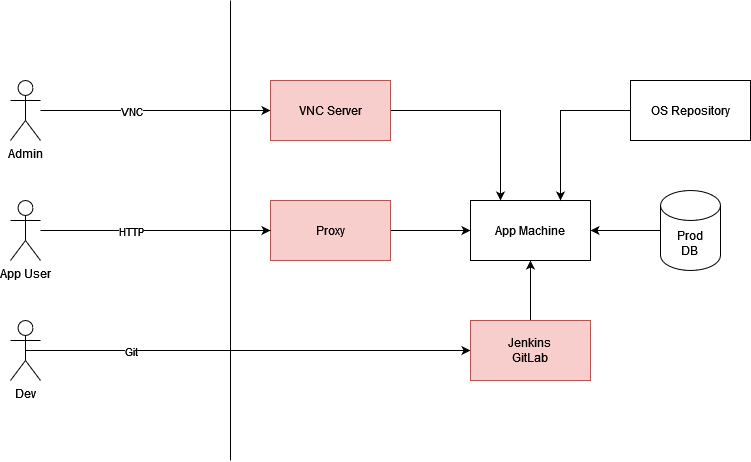 VNC
VNC Server
OS Repository
Admin
HTTP
Proxy
App Machine
Prod
DB
App User
Git
Jenkins
GitLab
Dev